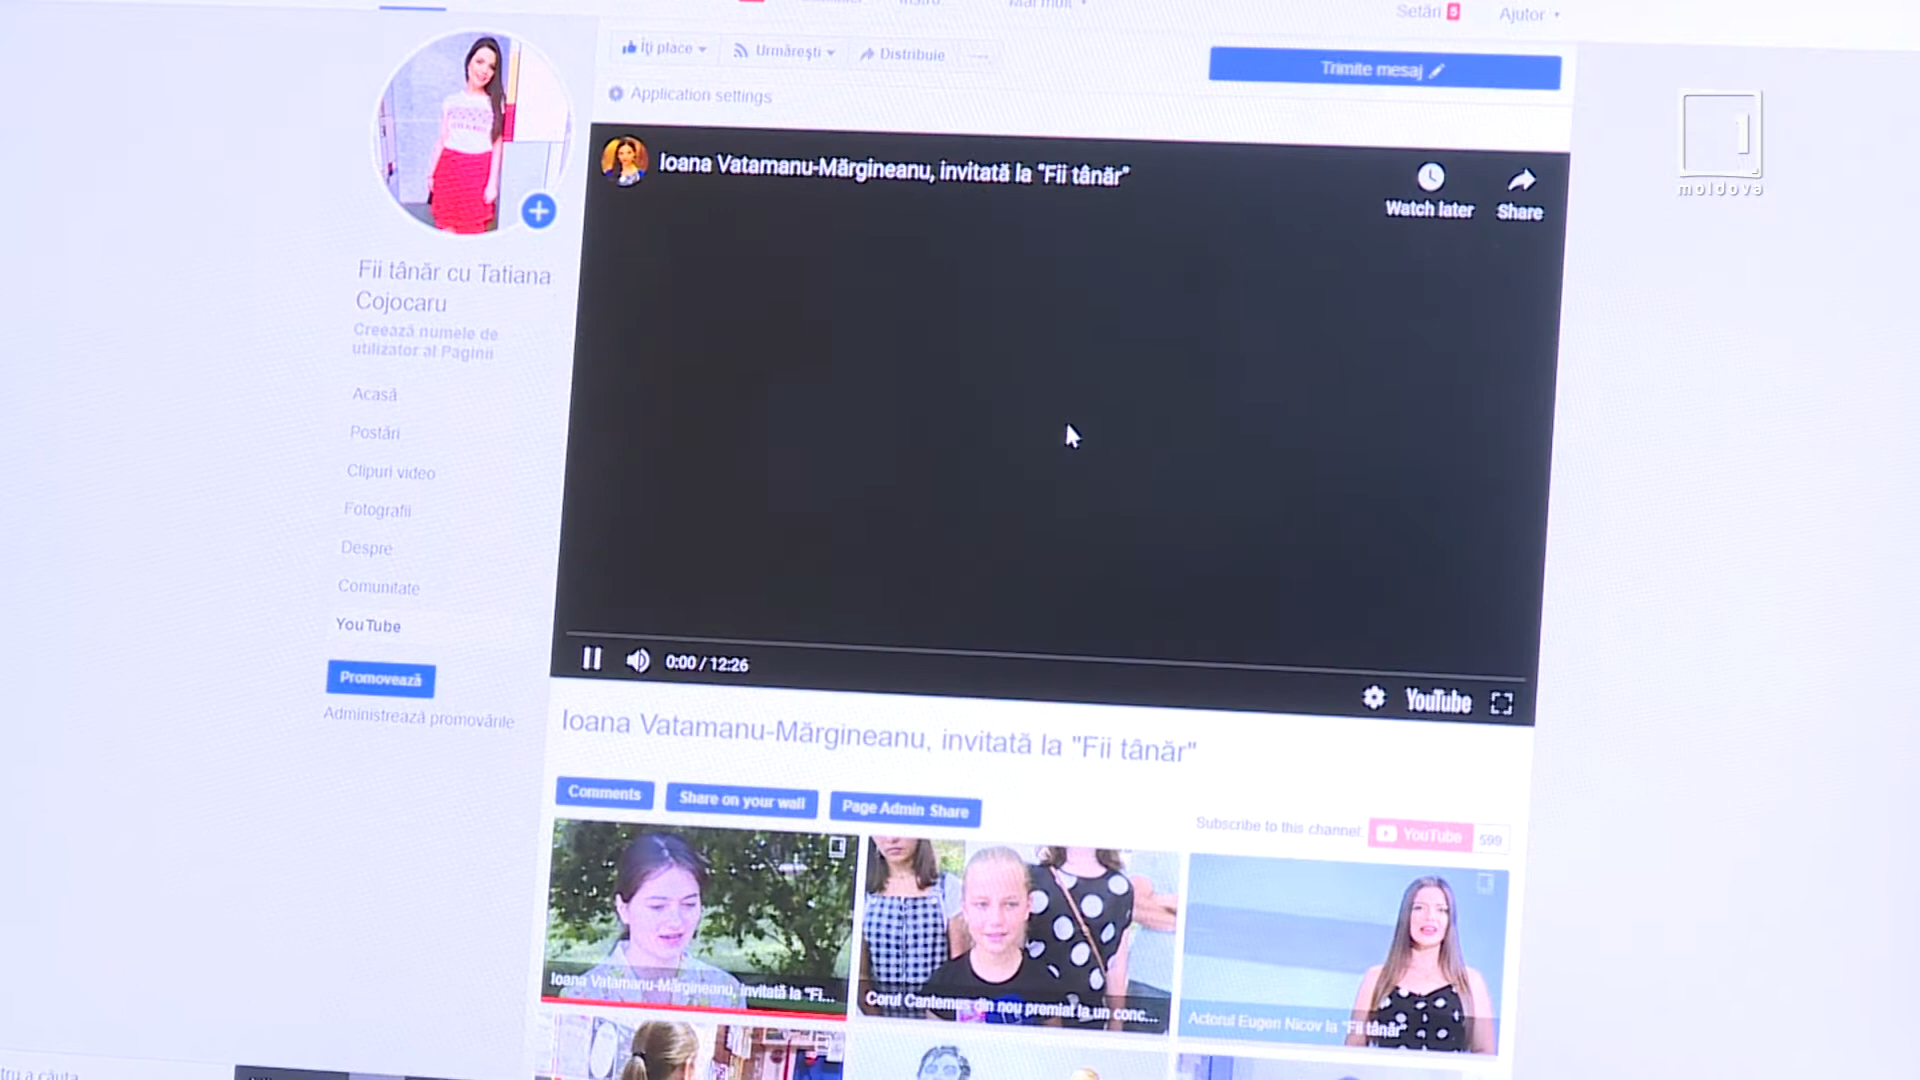 Setări 5
Ajutor
Îți place
Urmărești
Distribuie
Trimite mesaj
Application settings
1
moldova
Ioana Vatamanu-Mărgineanu, invitată la "Fii tânăr"
Watch later
Share
Fii tânăr cu Tatiana
Cojocaru
Creează numele de
utilizator al Paginii
Acasă
Postări
Clipuri video
Fotografii
Despre
Comunitate
YouTube
Promovează
Administrează promovările
0:00 / 12:26
YouTube
Ioana Vatamanu-Mărgineanu, invitată la "Fii tânăr"
Comments
Share on your wall
Page Admin Share
Subscribe to this channel
YouTube
599
Ioana Vatamanu-Mărgineanu, invitată la "Fi...
Corul Cantemus din nou premiat la un conc...
Actorul Eugen Nicov la "Fii tânăr"